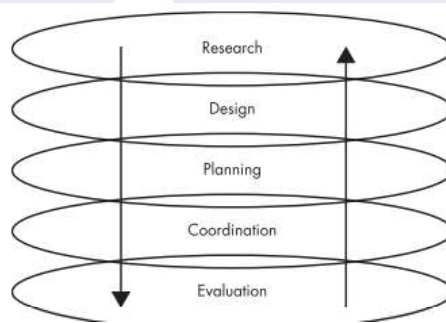 Research
Design
Planning
Coordination
Evaluation